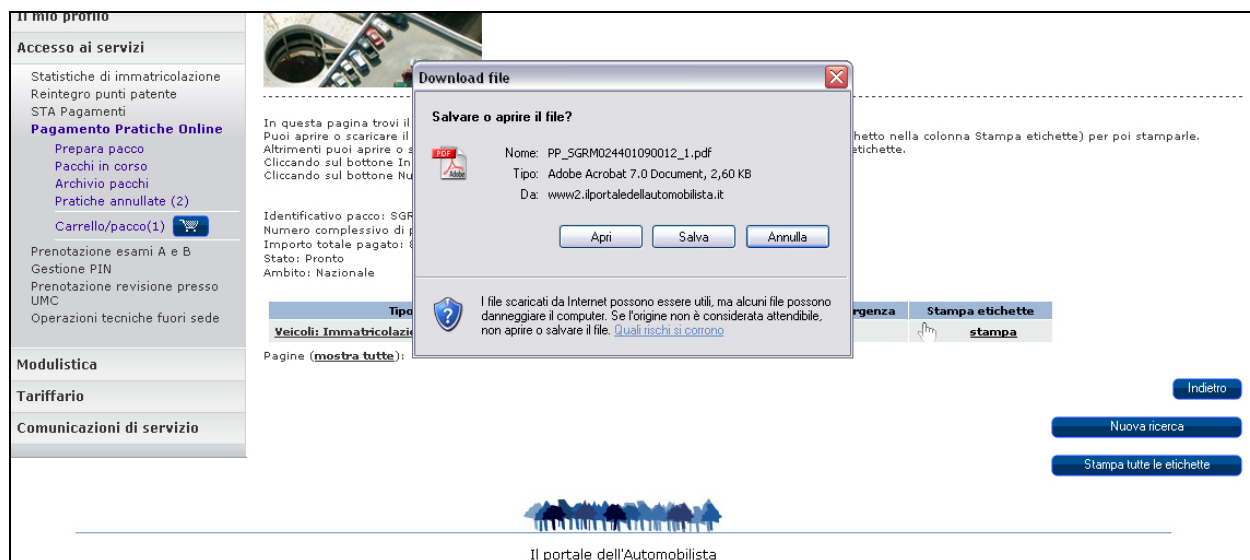 Il mio profilo
Accesso ai servizi
Statistiche di immatricolazione
Reintegro punti patente
STA Pagamenti
Pagamento Pratiche Online
Prepara pacco
Pacchi in corso
Archivio pacchi
Pratiche annullate (2)
Carrello/pacco(1)
Prenotazione esami A e B
Gestione PIN
Prenotazione revisione presso
UMC
Operazioni tecniche fuori sede
Modulistica
Tariffario
Comunicazioni di servizio
In questa pagina trovi il
Puoi aprire o scaricare il
hetto nella colonna Stampa etichette) per poi stamparle.
Altrimenti puoi aprire o s
etichette.
Cliccando sul bottone In
Cliccando sul bottone Nu
Identificativo pacco: SGR
Numero complessivo di p
Importo totale pagato: 8
Stato: Pronto
Ambito: Nazionale
Tipo
rgenza
Stampa etichette
Veicoli: Immatricolazi
stampa
Pagine (mostra tutte):
Download file
Salvare o aprire il file?
PDF
Adobe
Nome: PP_SGRM024401090012_1.pdf
Tipo: Adobe Acrobat 7.0 Document, 2,60 KB
Da: www2.ilportaledellautomobilista.it
Apri
Salva
Annulla
I file scaricati da Internet possono essere utili, ma alcuni file possono
danneggiare il computer. Se l'origine non è considerata attendibile,
non aprire o salvare il file. Quali rischi si corrono
Indietro
Nuova ricerca
Stampa tutte le etichette
Il portale dell'Automobilista